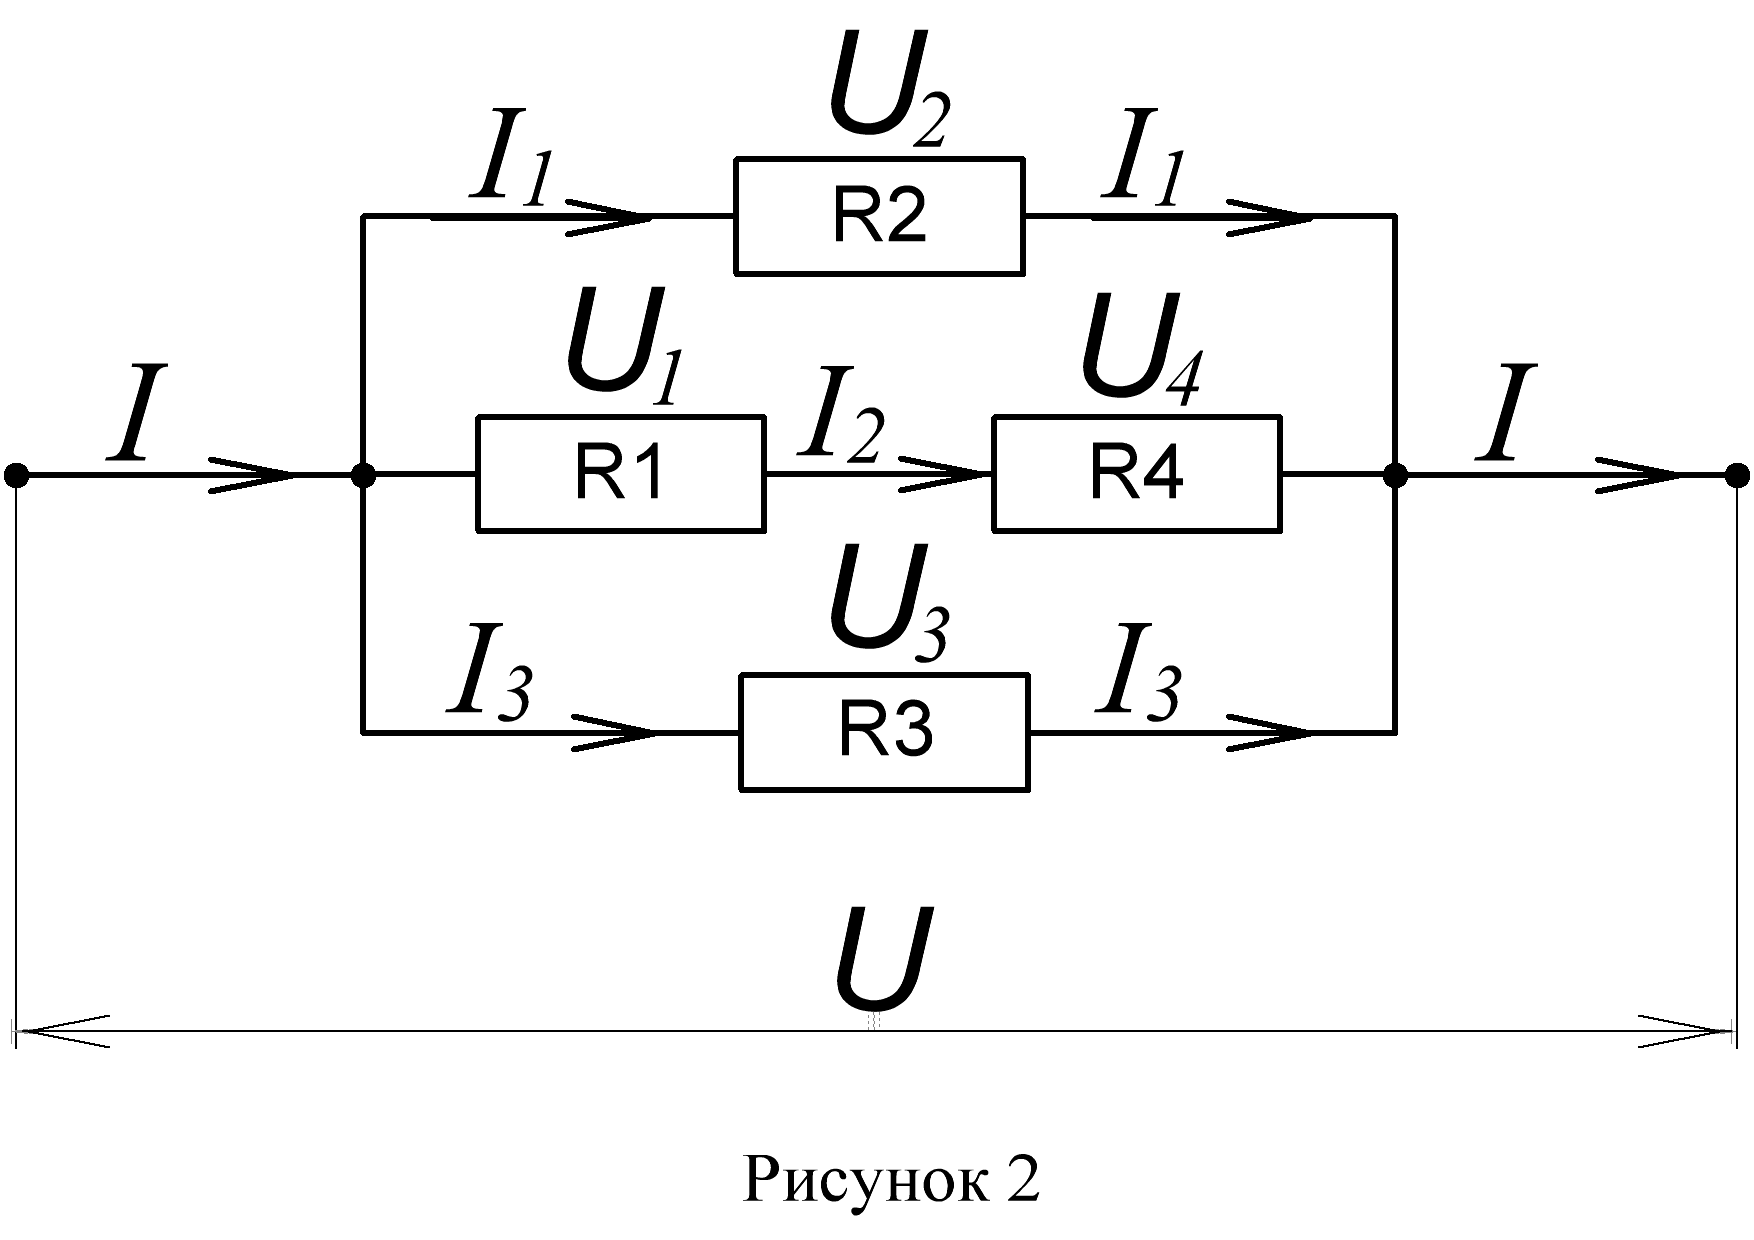 U2
I1 I1
R2
U1 U4
I I2 I
R1 R4
U3
I3 I3
R3
U
Рисунок 2